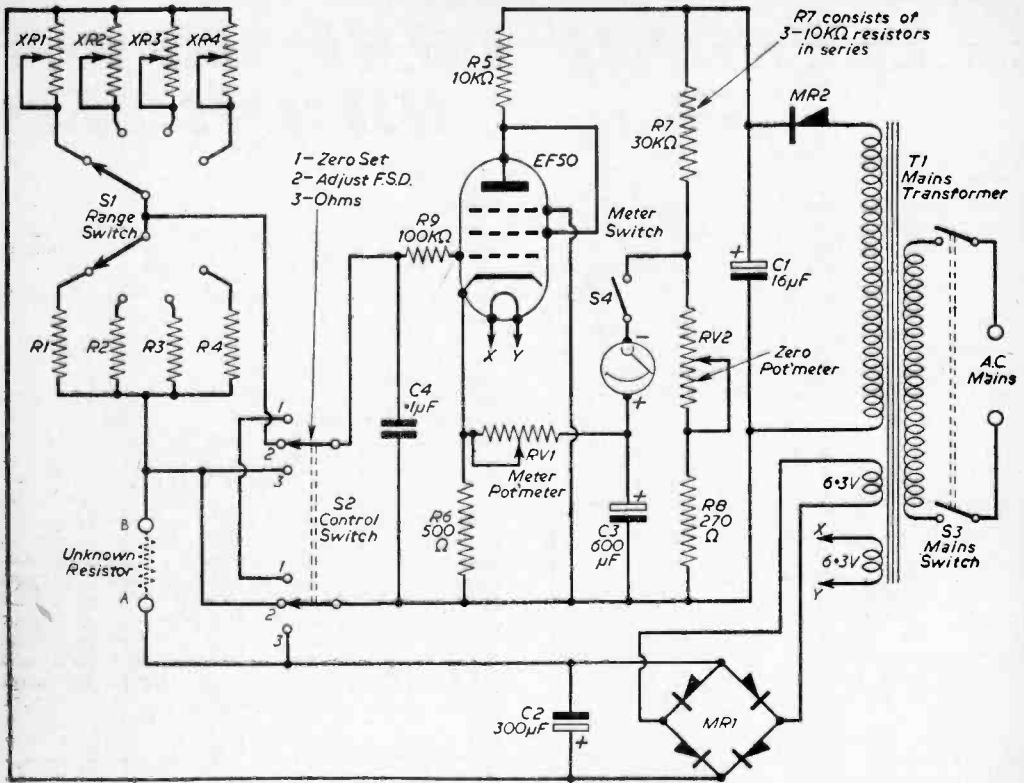 XR1
XR2
XR3
XR4
R5
10KΩ
R7 consists of
3-10KΩ resistors
in series
MR2
R7
30KΩ
EF50
T1
Mains
Transformer
1-Zero Set
2-Adjust F.S.D.
3-Ohms
S1
Range
Switch
R9
100KΩ
Meter
Switch
+
C1
16µF
S4
-
+
RV2
Zero
Pot'meter
A.C.
Mains
X
Y
R1
R2
R3
R4
C4
·1µF
1
2
3
RV1
Meter
Pot'meter
+
C3
600
µF
R8
270
Ω
6·3V
S3
Mains
Switch
R6
500
Ω
B
Unknown
Resistor
A
S2
Control
Switch
1
2
3
X
6·3V
Y
C2
300µF
+
MR1